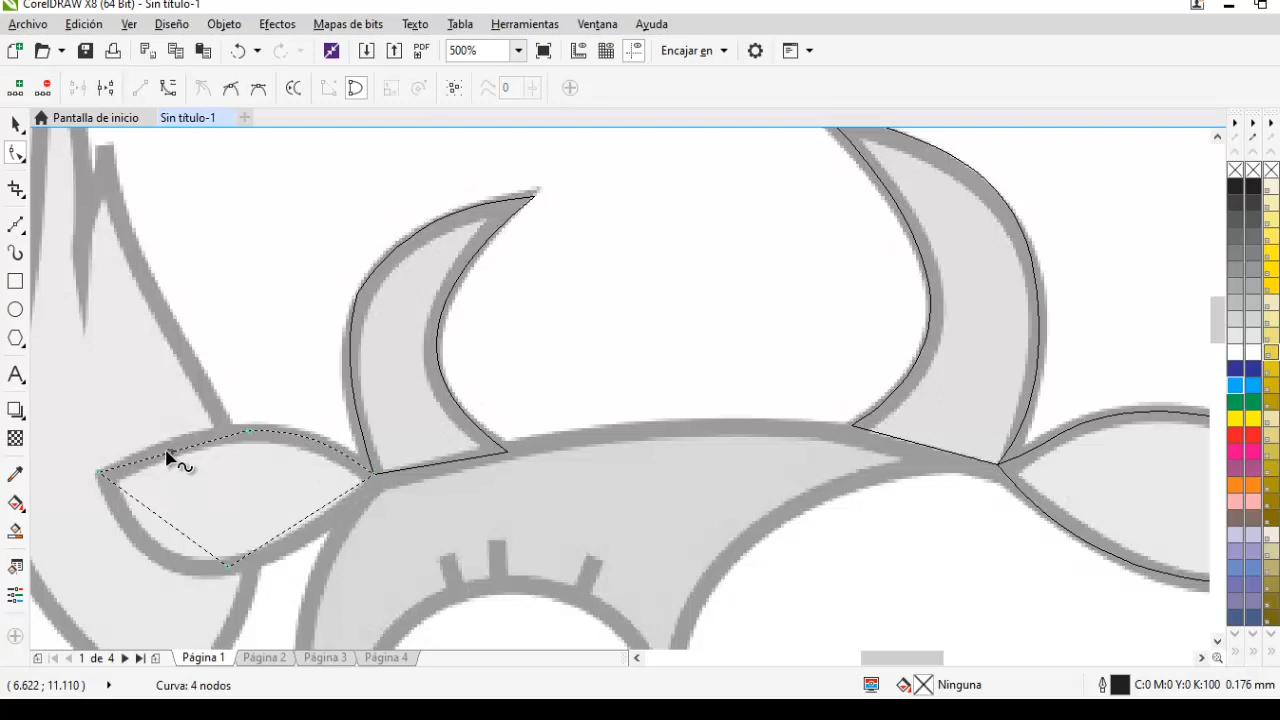 CorelDRAW X8 (64 Bit) - Sin título-1
Archivo Edición Ver Diseño Objeto Efectos Mapas de bits Texto Tabla Herramientas Ventana Ayuda
PDF 500% Encajar en
0
Pantalla de inicio Sin título-1
A
1 de 4 Página 1 Página 2 Página 3 Página 4
( 6.622 ; 11.110 ) Curva: 4 nodos Ninguna C:0 M:0 Y:0 K:100 0.176 mm